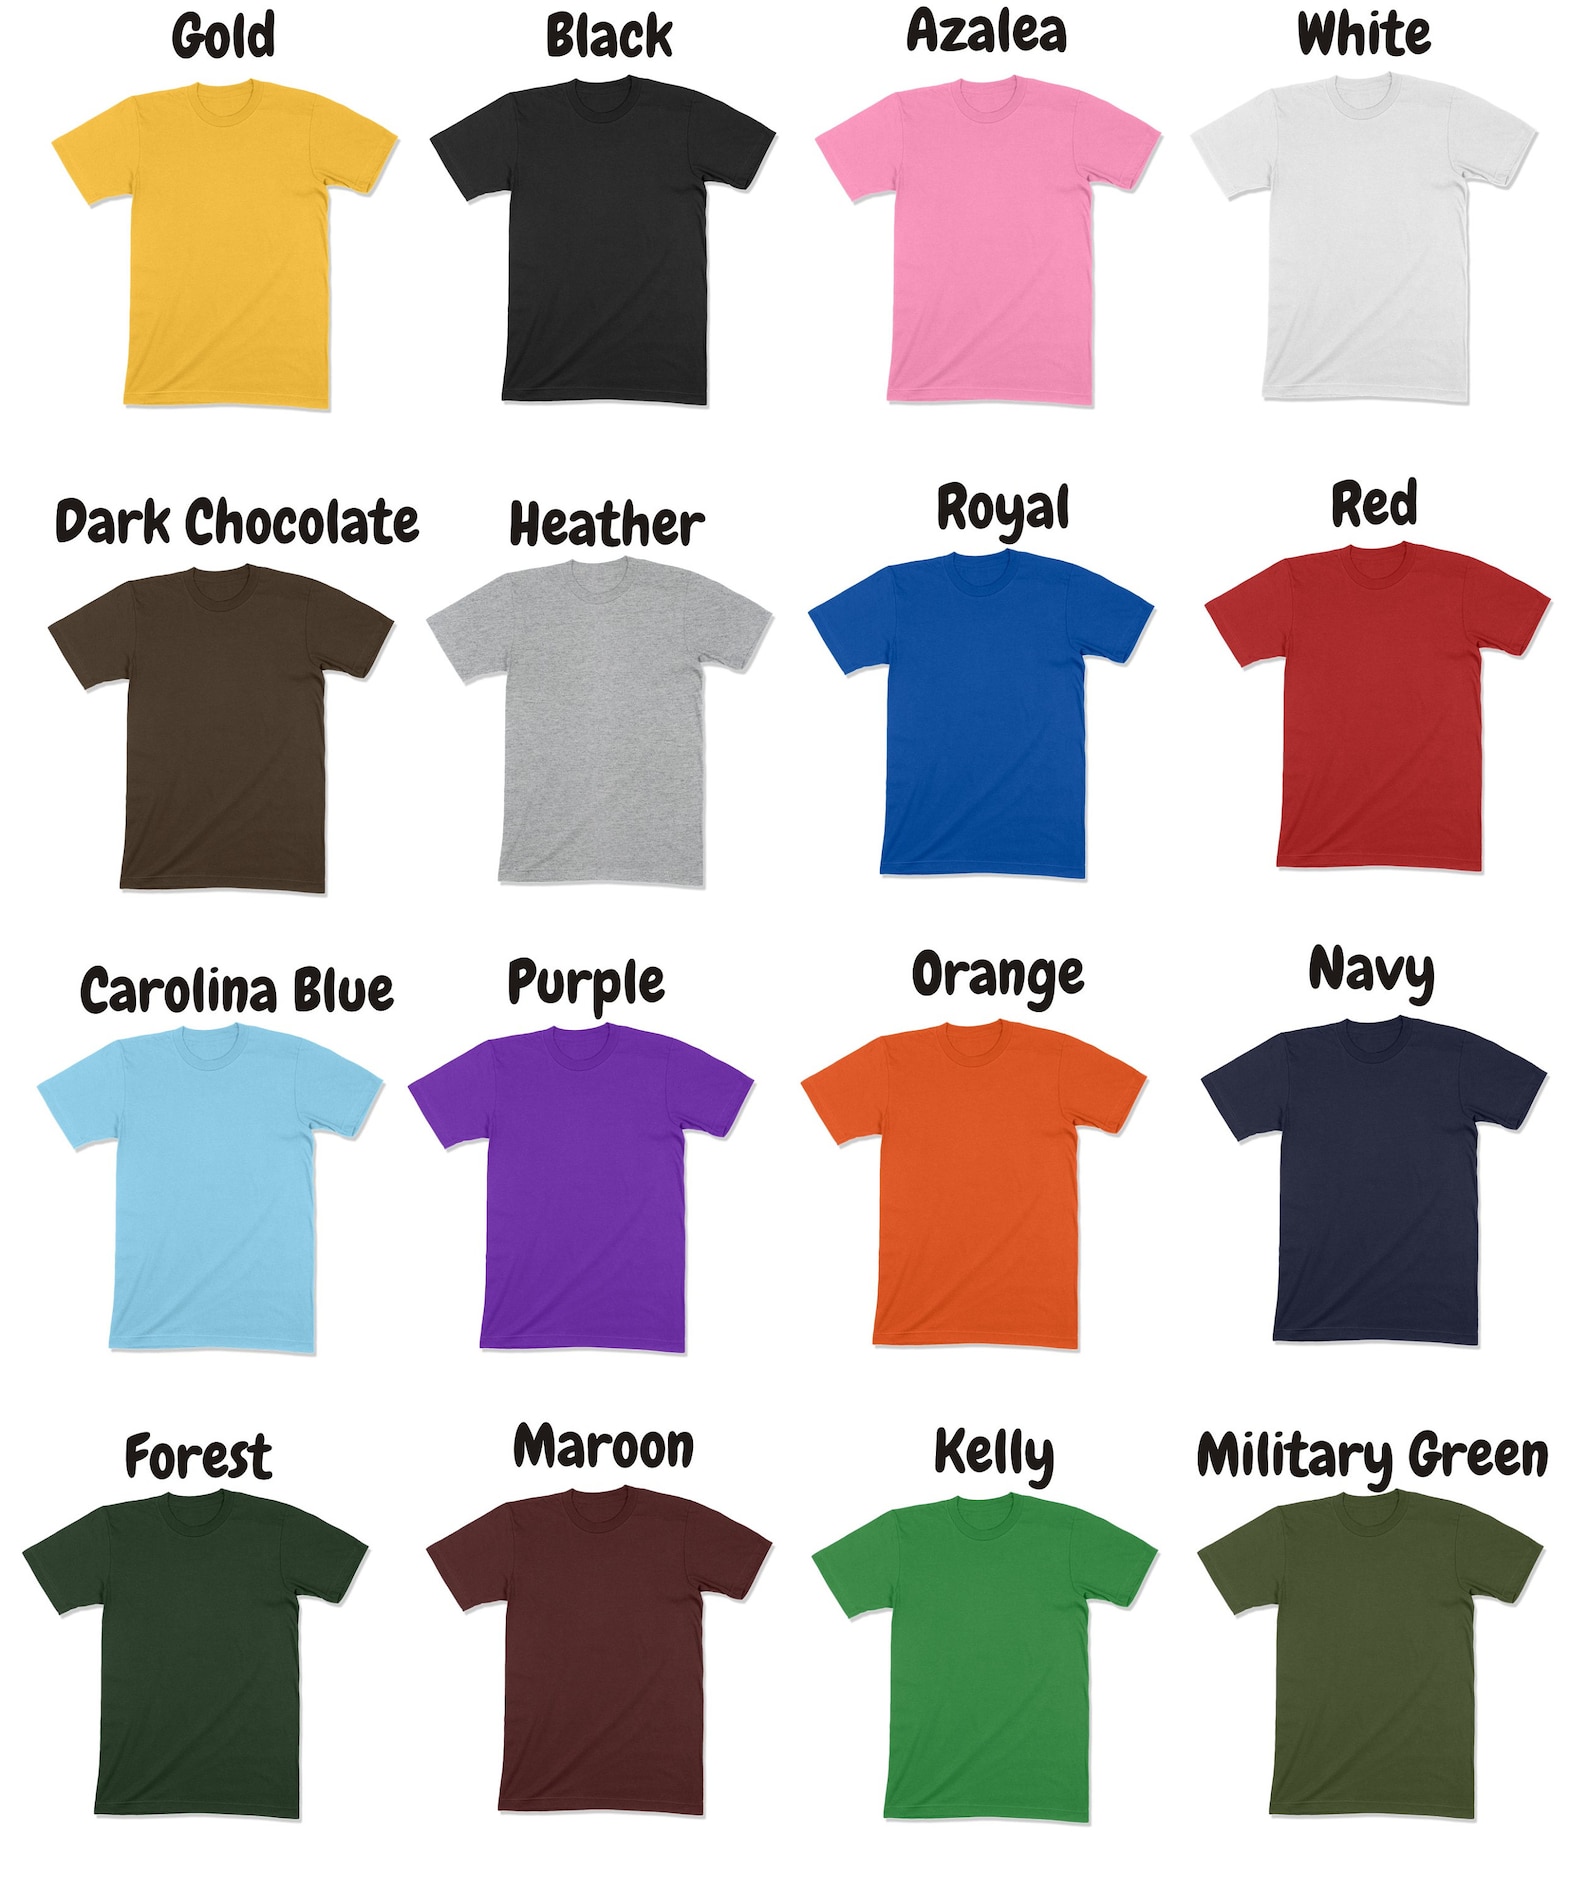 Gold
Black
Azalea
White
Dark Chocolate
Heather
Royal
Red
Carolina Blue
Purple
Orange
Navy
Forest
Maroon
Kelly
Military Green